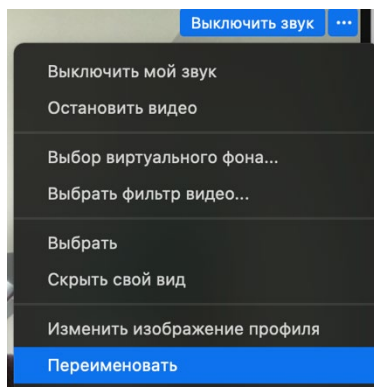 Выключить звук ...
Выключить мой звук
Остановить видео
Выбор виртуального фона...
Выбрать фильтр видео...
Выбрать
Скрыть свой вид
Изменить изображение профиля
Переименовать